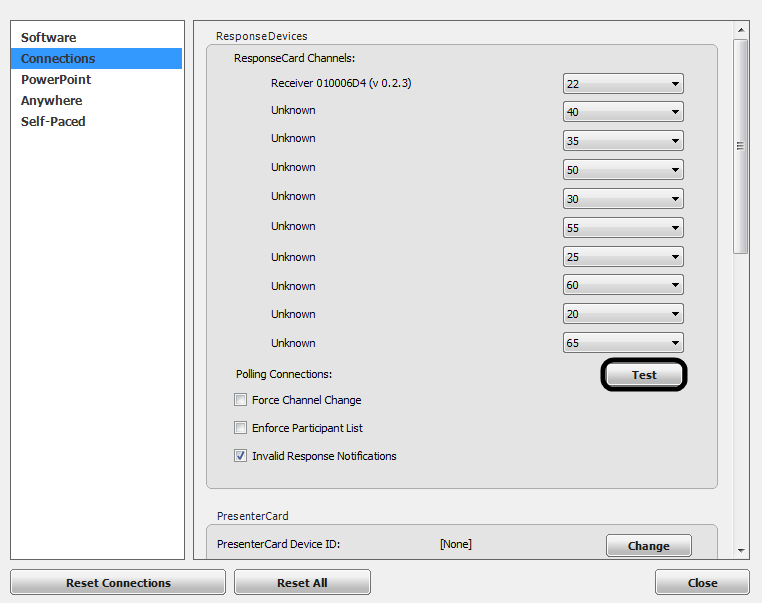 Software
Connections
PowerPoint
Anywhere
Self-Paced
ResponseDevices
ResponseCard Channels:
Receiver 010006D4 (v 0.2.3) 22
Unknown 40
Unknown 35
Unknown 50
Unknown 30
Unknown 55
Unknown 25
Unknown 60
Unknown 20
Unknown 65
Polling Connections: Test
Force Channel Change
Enforce Participant List
Invalid Response Notifications
PresenterCard
PresenterCard Device ID: [None] Change
Reset Connections Reset All Close